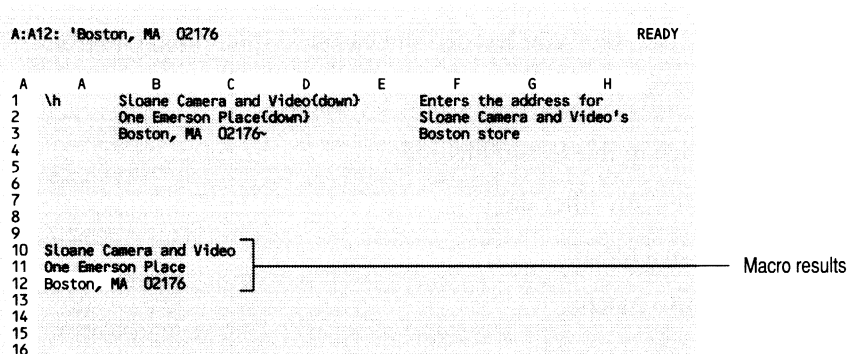 A:A12: 'Boston, MA 02176 READY
A A B C D E F G H
1 \h Sloane Camera and Video{down} Enters the address for
2 One Emerson Place{down} Sloane Camera and Video's
3 Boston, MA 02176~ Boston store
4
5
6
7
8
9
10 Sloane Camera and Video
11 One Emerson Place
12 Boston, MA 02176
Macro results
13
14
15
16